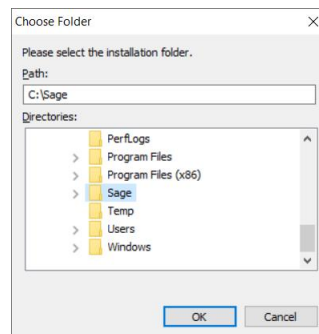 Choose Folder
Please select the installation folder.
Path:
C:\Sage
Directories:
PerfLogs
Program Files
Program Files (x86)
Sage
Temp
Users
Windows
OK Cancel